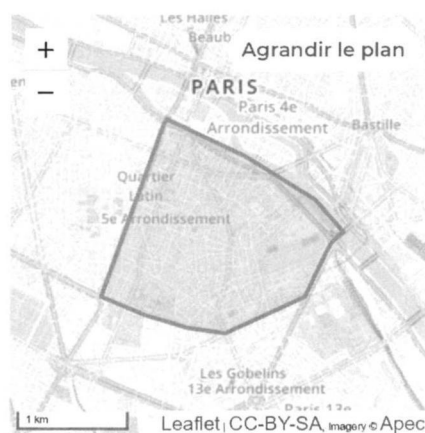 Les Halles
Beaub
+
Agrandir le plan
−
en
PARIS
Paris 4e
Arrondissement
Bastille
Quartier
Latin
5e Arrondissement
Les Gobelins
13e Arrondissement
Paris 13e
1 km
Leaflet | CC-BY-SA, Imagery © Apec